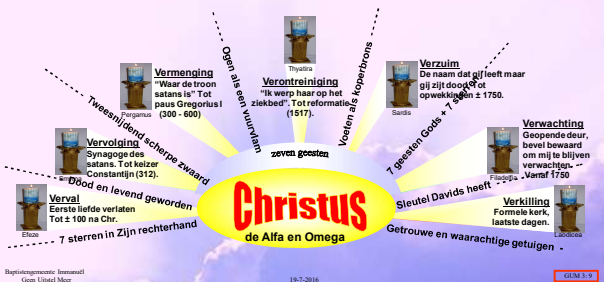 Verval
Eerste liefde verlaten
Tot ± 100 na Chr.
Efeze
7 sterren in Zijn rechterhand
Vervolging
Synagoge des
satans. Tot keizer
Constantijn (312).
Dood en levend geworden
Vermenging
"Waar de troon
satans is" Tot
paus Gregorius I
(300 - 600)
Pergamus
Tweesnijdend scherpe zwaard
Thyatira
Verontreiniging
"Ik werp haar op het
ziekbed". Tot reformatie
(1517).
Ogen als een vuurvlam
Verzuim
De naam dat gij leeft maar
gij zijt dood. Tot
opwekkingen ± 1750.
Sardis
Voeten als koperbrons
Verwachting
Geopende deur,
bevel bewaard
om mij te blijven
verwachten.
Vanaf 1750
Filadelfia
7 geesten Gods + 7 sterren
Verkilling
Formele kerk,
laatste dagen.
Laodicea
Sleutel Davids heeft
Getrouwe en waarachtige getuigen
zeven geesten
Christus
de Alfa en Omega
Baptistengemeente Immanuël
Geen Uitstel Meer
19-7-2016
GUM 3: 9